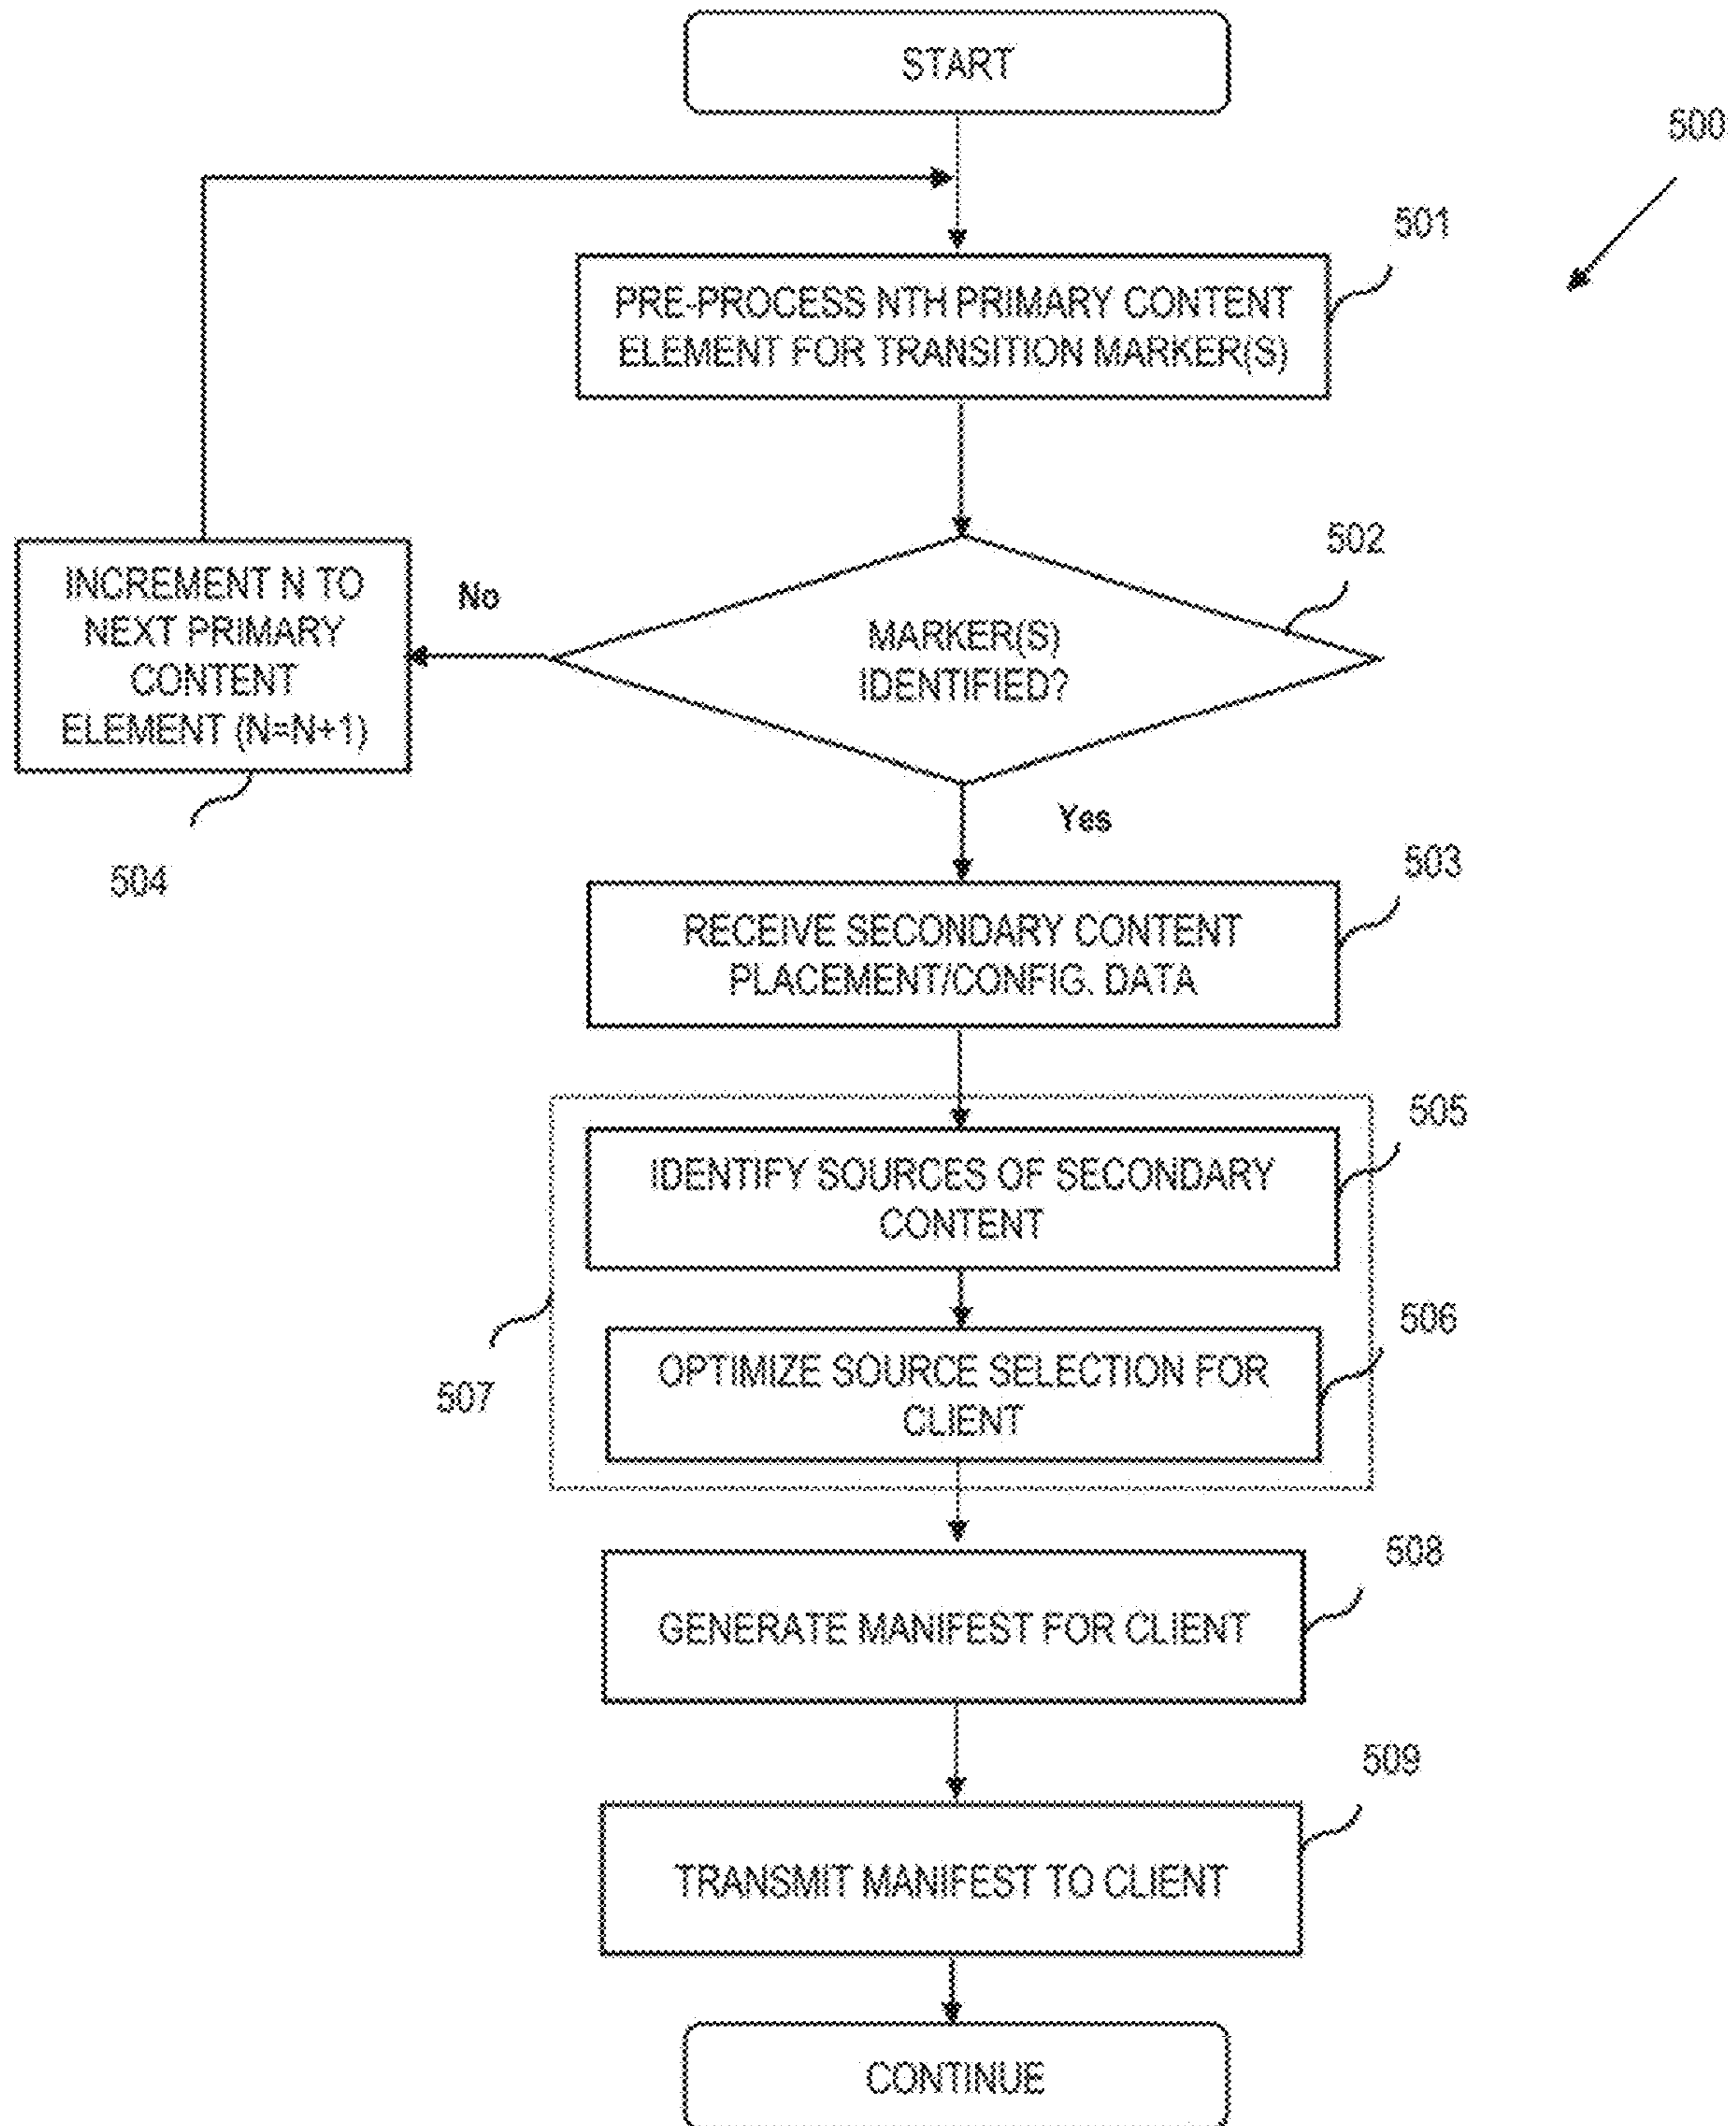 START
500
501
PRE-PROCESS NTH PRIMARY CONTENT
ELEMENT FOR TRANSITION MARKER(S)
502
MARKER(S)
IDENTIFIED?
No
INCREMENT N TO
NEXT PRIMARY
CONTENT
ELEMENT (N=N+1)
504
Yes
503
RECEIVE SECONDARY CONTENT
PLACEMENT/CONFIG. DATA
505
IDENTIFY SOURCES OF SECONDARY
CONTENT
506
OPTIMIZE SOURCE SELECTION FOR
CLIENT
507
508
GENERATE MANIFEST FOR CLIENT
509
TRANSMIT MANIFEST TO CLIENT
CONTINUE